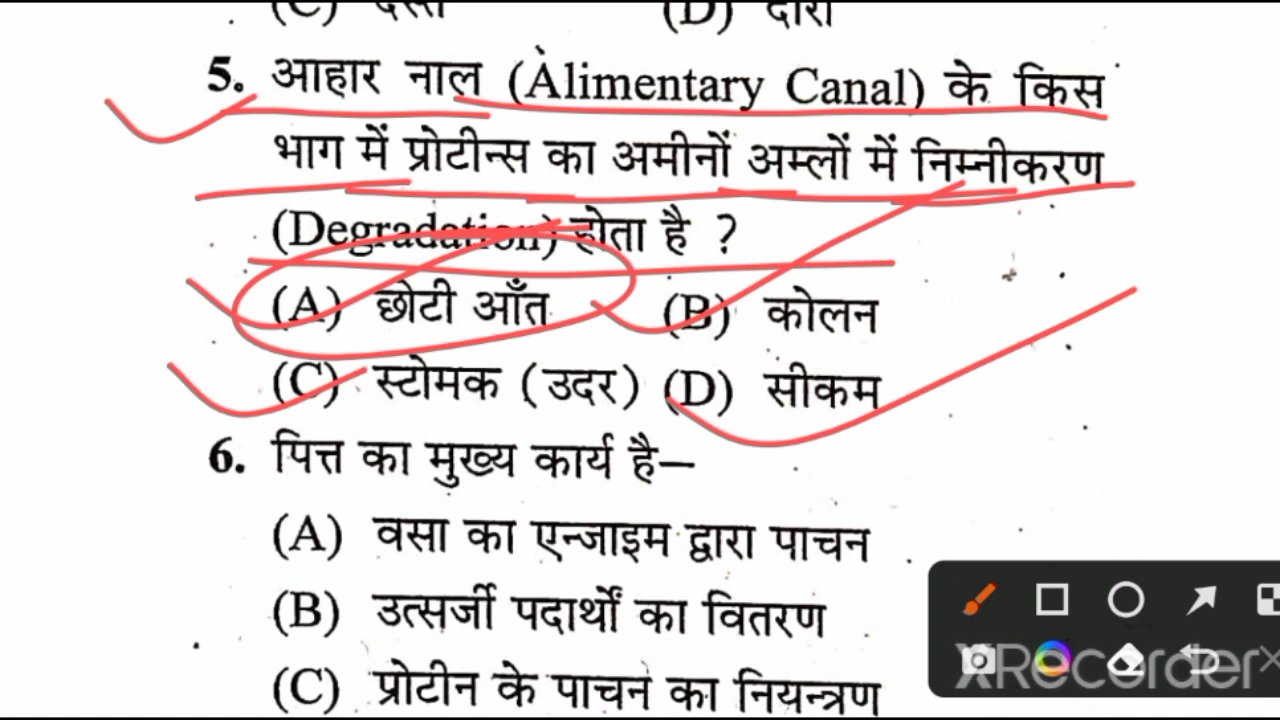 (C) दस्त (D) दारा
5. आहार नाल (Alimentary Canal) के किस
भाग में प्रोटीन्स का अमीनों अम्लों में निम्नीकरण
(Degradation) होता है ?
(A) छोटी आँत (B) कोलन
(C) स्टोमक (उदर) (D) सीकम
6. पित्त का मुख्य कार्य है—
(A) वसा का एन्जाइम द्वारा पाचन
(B) उत्सर्जी पदार्थों का वितरण
(C) प्रोटीन के पाचन का नियन्त्रण
XRecorder